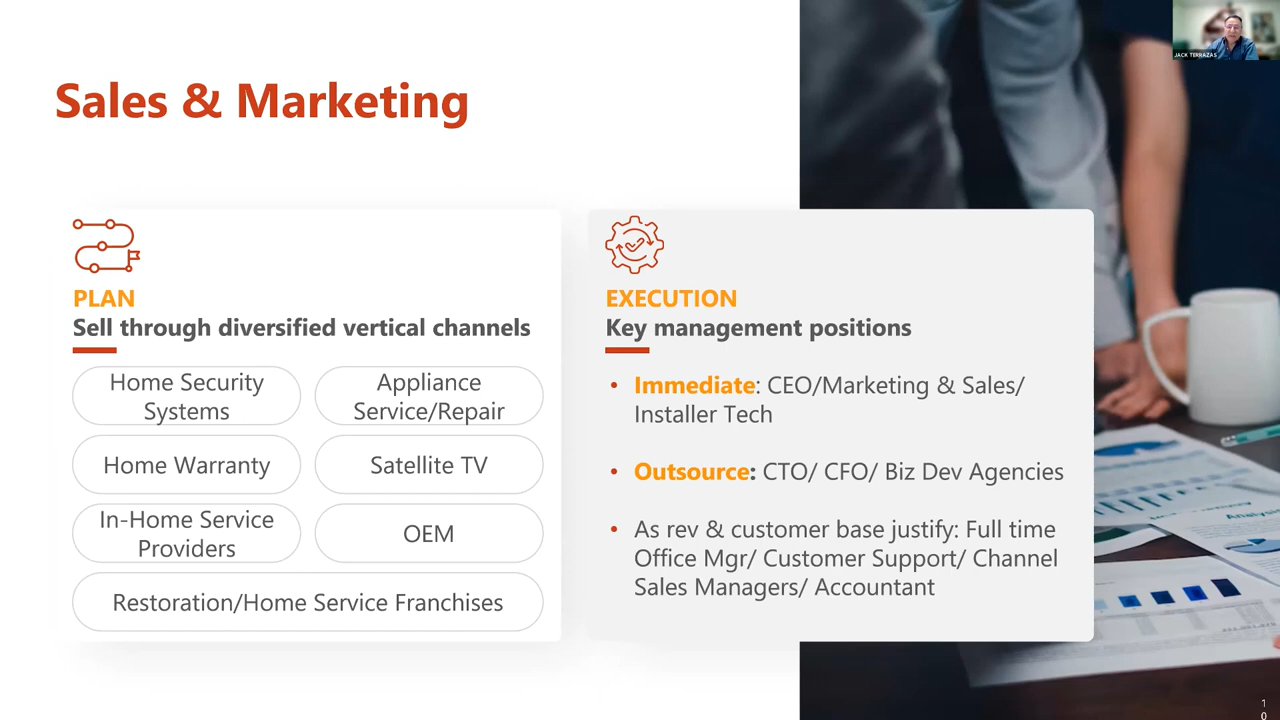 JACK TERRAZAS
Sales & Marketing
PLAN
Sell through diversified vertical channels
Home Security
Systems
Appliance
Service/Repair
Home Warranty
Satellite TV
In-Home Service
Providers
OEM
Restoration/Home Service Franchises
EXECUTION
Key management positions
• Immediate: CEO/Marketing & Sales/
Installer Tech
• Outsource: CTO/ CFO/ Biz Dev Agencies
• As rev & customer base justify: Full time
Office Mgr/ Customer Support/ Channel
Sales Managers/ Accountant
Analysis
1
0